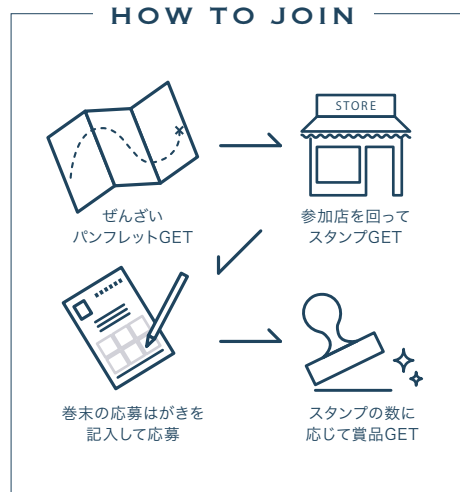 HOW TO JOIN
STORE
ぜんざい
パンフレットGET
参加店を回って
スタンプGET
巻末の応募はがきを
記入して応募
スタンプの数に
応じて賞品GET